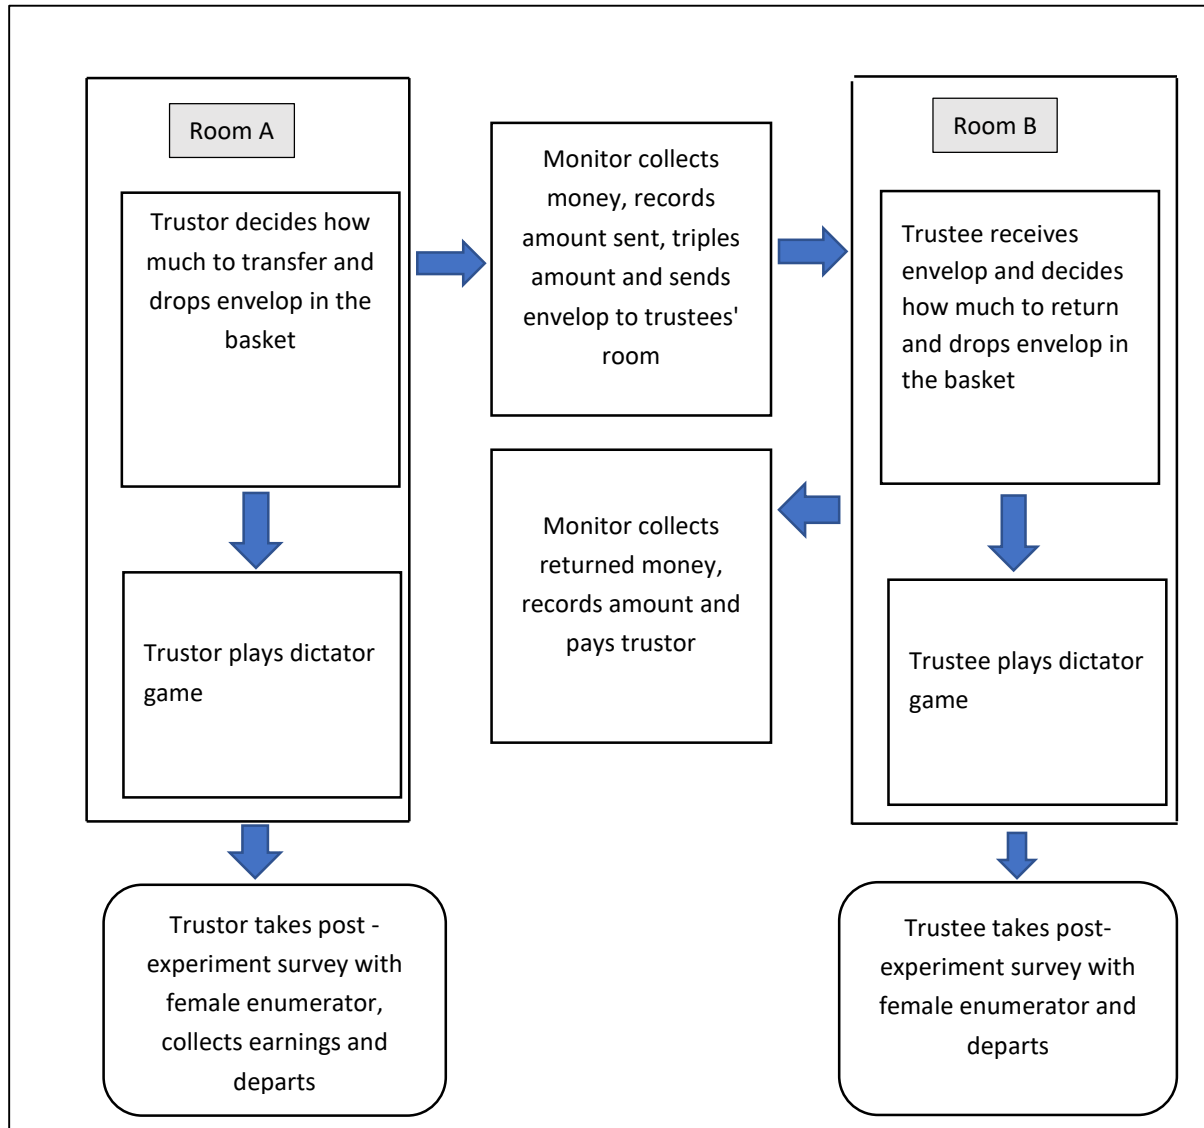 Room A
Trustor decides how
much to transfer and
drops envelop in the
basket
Monitor collects
money, records
amount sent, triples
amount and sends
envelop to trustees'
room
Room B
Trustee receives
envelop and decides
how much to return
and drops envelop in
the basket
Monitor collects
returned money,
records amount and
pays trustor
Trustor plays dictator
game
Trustee plays dictator
game
Trustor takes post -
experiment survey with
female enumerator,
collects earnings and
departs
Trustee takes post-
experiment survey with
female enumerator and
departs